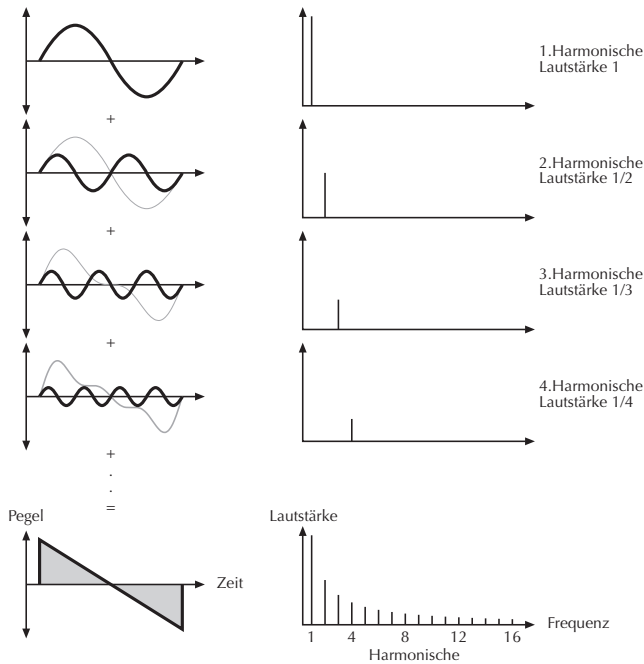 1.Harmonische
Lautstärke 1
+
2.Harmonische
Lautstärke 1/2
+
3.Harmonische
Lautstärke 1/3
+
4.Harmonische
Lautstärke 1/4
+
.
.
=
Pegel
Zeit
Lautstärke
Frequenz
1 4 8 12 16
Harmonische